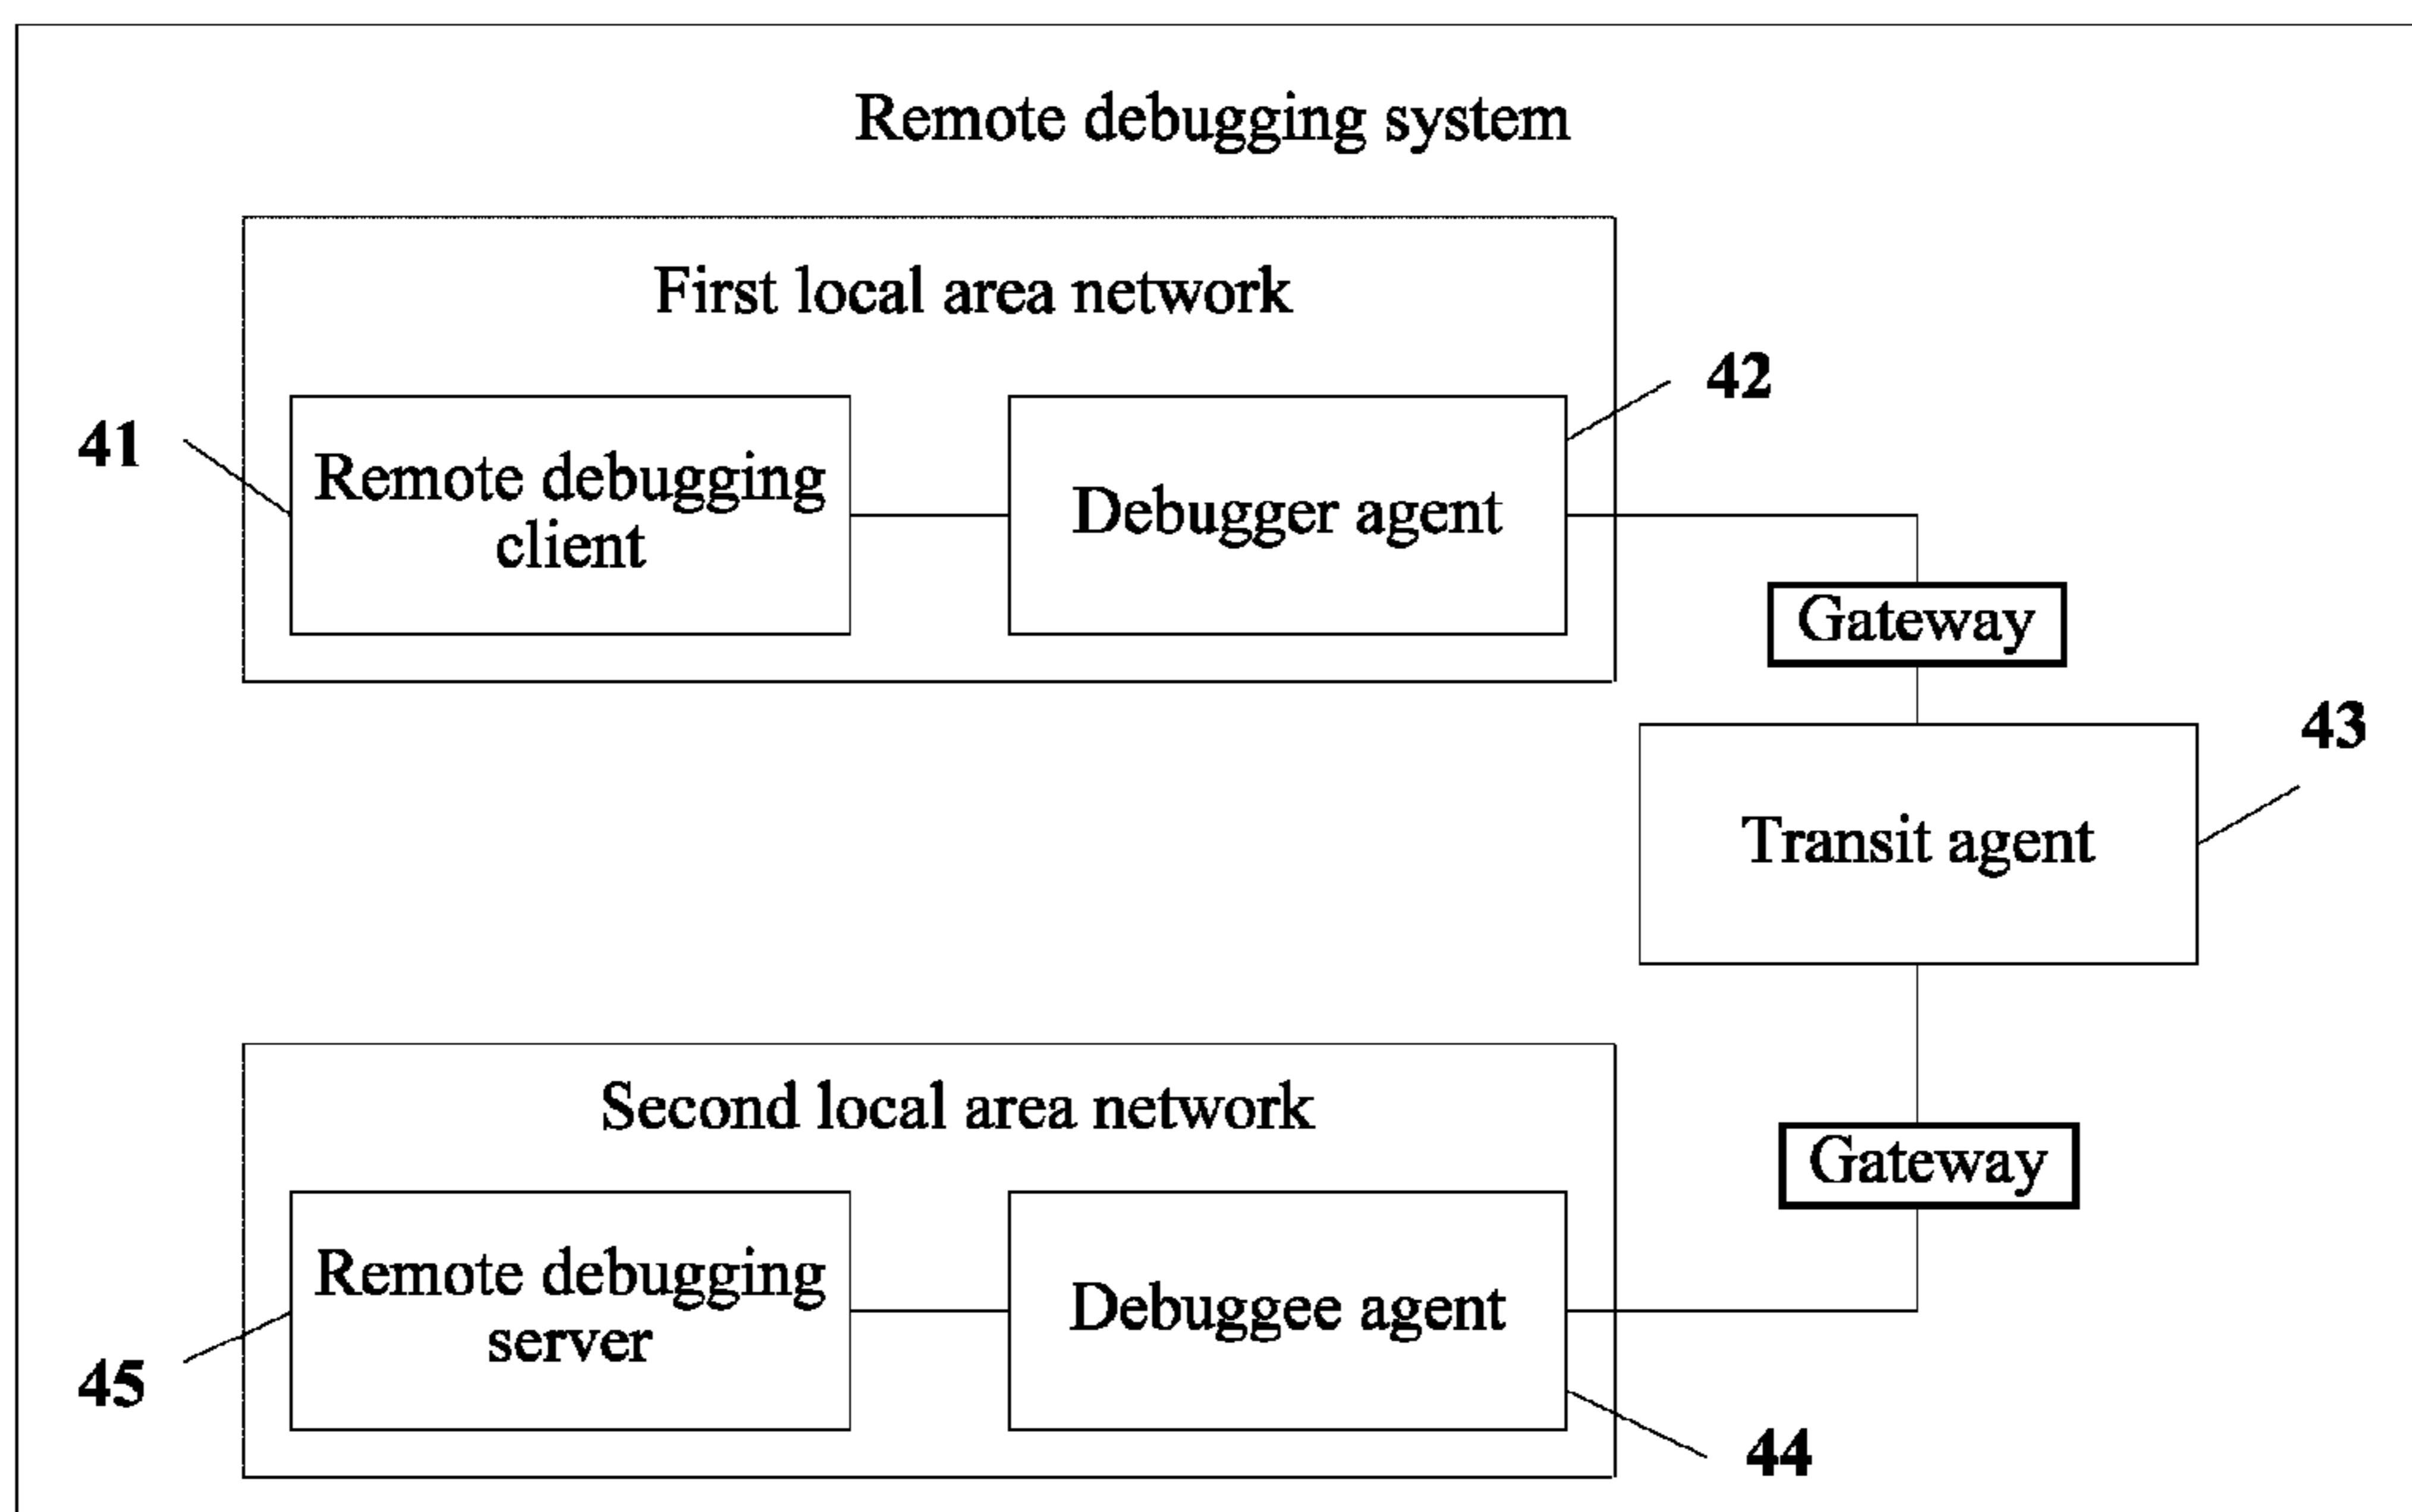 Remote debugging system
First local area network
42
41
Remote debugging
client
Debugger agent
Gateway
43
Transit agent
Second local area network
Gateway
Remote debugging
server
Debuggee agent
45
44